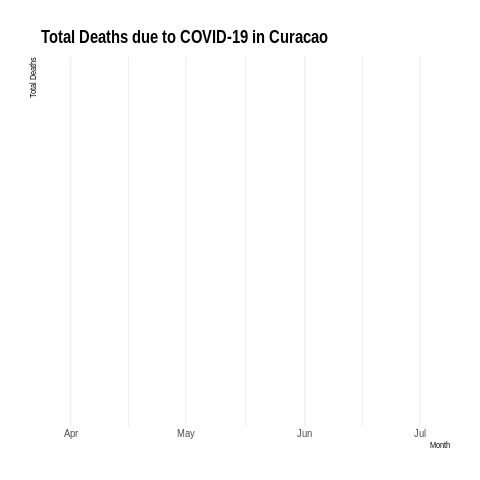 Total Deaths due to COVID-19 in Curacao
Total Deaths
Apr May Jun Jul
Month